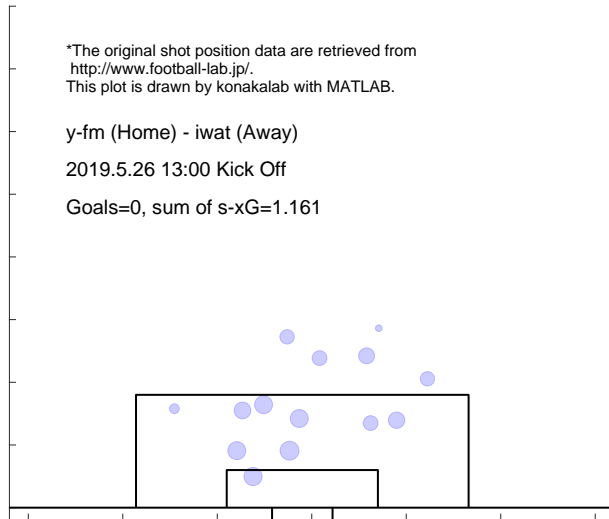 *The original shot position data are retrieved from
http://www.football-lab.jp/.
This plot is drawn by konakalab with MATLAB.
y-fm (Home) - iwat (Away)
2019.5.26 13:00 Kick Off
Goals=0, sum of s-xG=1.161